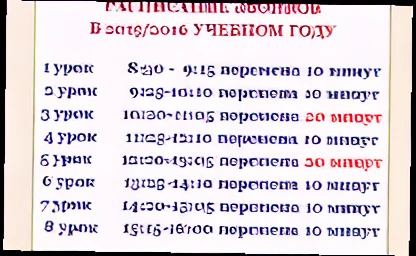 РАСПИСАНИЕ ЗВОНКОВ
В 2015/2016 УЧЕБНОМ ГОДУ
1 урок 8:30 - 9:15 перемена 10 минут
2 урок 9:25-10:10 перемена 10 минут
3 урок 10:20-11:05 перемена 20 минут
4 урок 11:25-12:10 перемена 10 минут
5 урок 12:20-13:05 перемена 20 минут
6 урок 13:25-14:10 перемена 10 минут
7 урок 14:20-15:05 перемена 10 минут
8 урок 15:15-16:00 перемена 10 минут